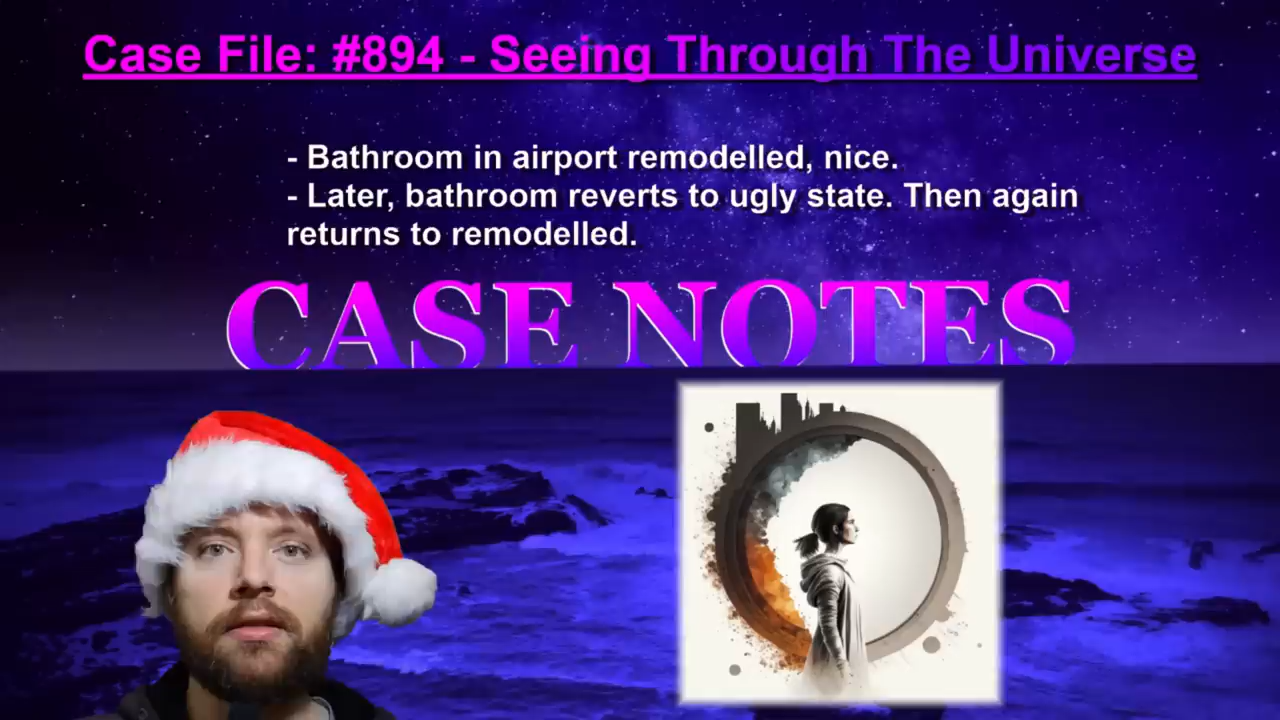 Case File: #894 - Seeing Through The Universe
- Bathroom in airport remodelled, nice.
- Later, bathroom reverts to ugly state. Then again
returns to remodelled.
CASE NOTES